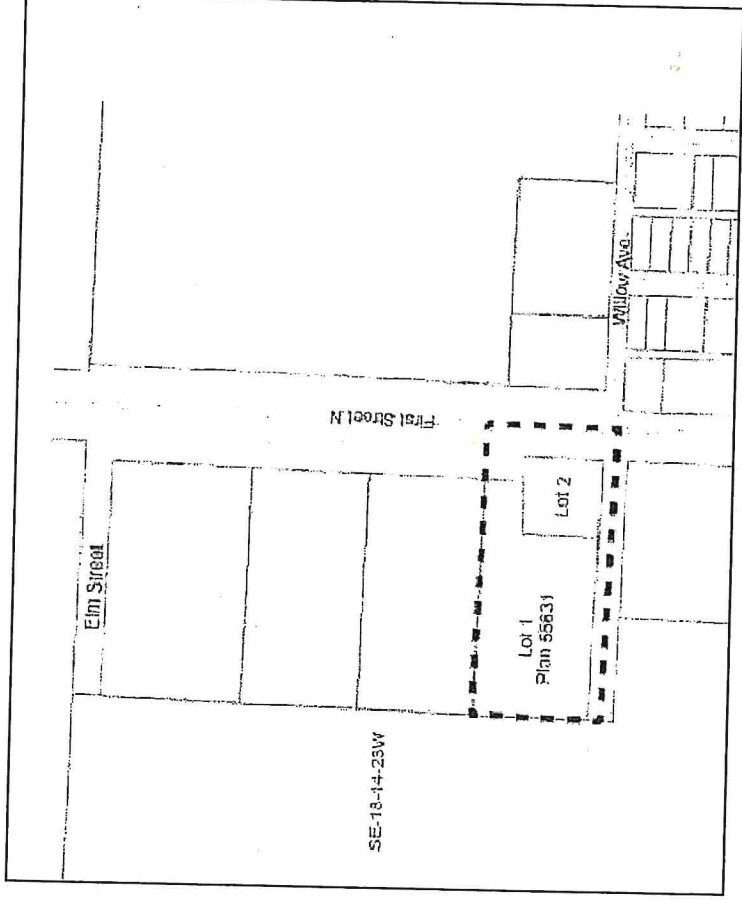 Elm Street
First Street N
Willow Ave.
Lot 2
Lot 1
Plan 55631
SE-18-14-23W